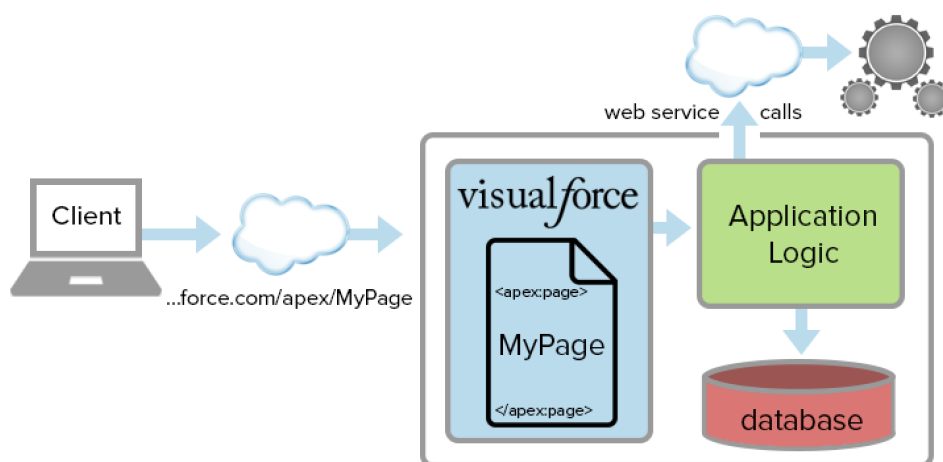 web service calls
Client
...force.com/apex/MyPage
visualforce
<apex:page>
MyPage
</apex:page>
Application
Logic
database